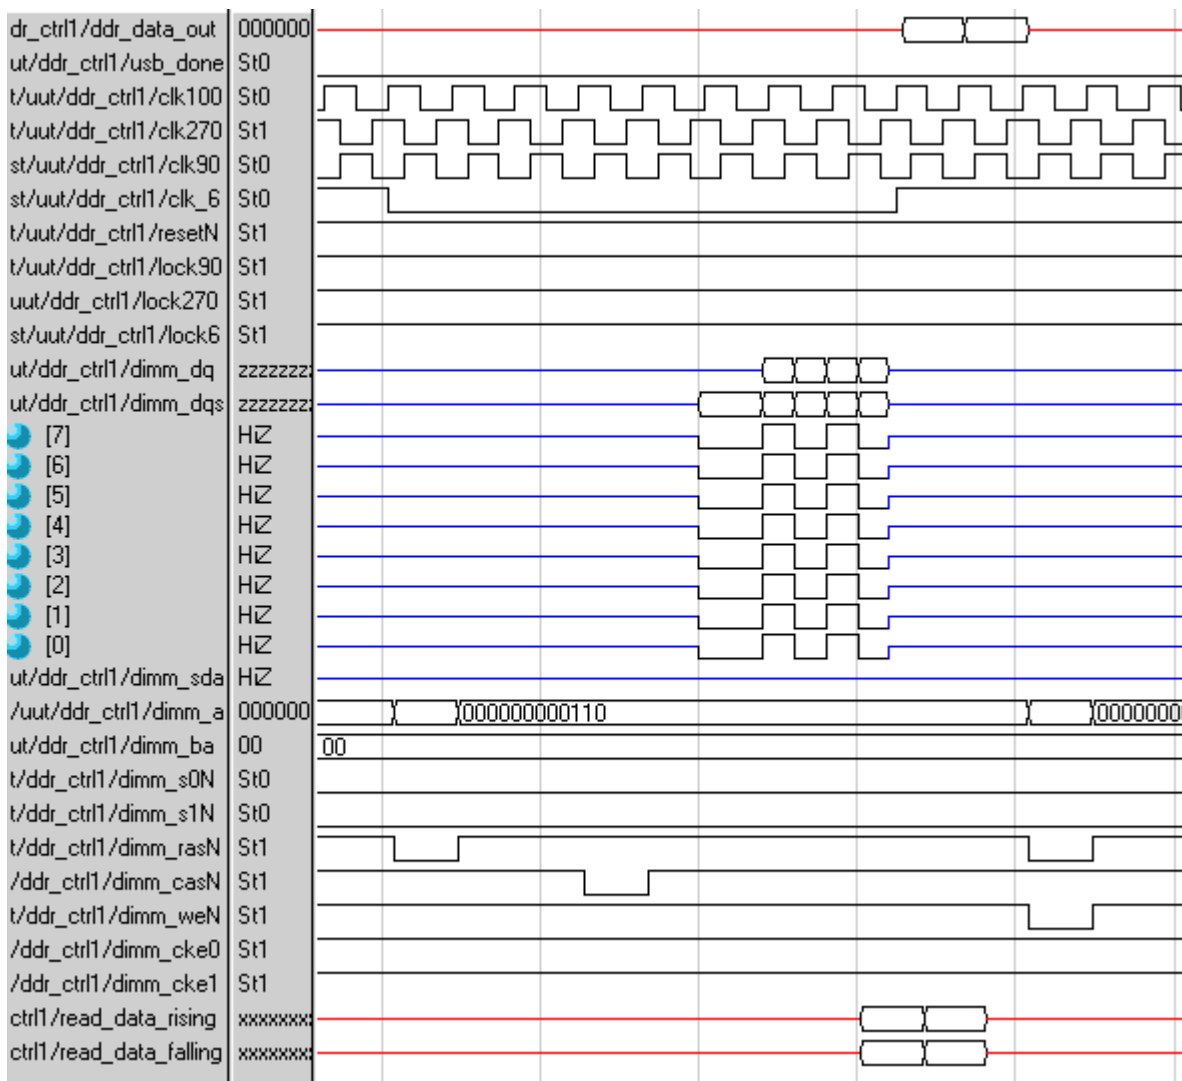 dr_ctrl1/ddr_data_out 000000
ut/ddr_ctrl1/usb_done St0
t/uut/ddr_ctrl1/clk100 St0
t/uut/ddr_ctrl1/clk270 St1
st/uut/ddr_ctrl1/clk90 St0
st/uut/ddr_ctrl1/clk_6 St0
t/uut/ddr_ctrl1/resetN St1
t/uut/ddr_ctrl1/lock90 St1
uut/ddr_ctrl1/lock270 St1
st/uut/ddr_ctrl1/lock6 St1
ut/ddr_ctrl1/dimm_dq zzzzzzzz
ut/ddr_ctrl1/dimm_dqs zzzzzzzz
[7] HiZ
[6] HiZ
[5] HiZ
[4] HiZ
[3] HiZ
[2] HiZ
[1] HiZ
[0] HiZ
ut/ddr_ctrl1/dimm_sda HiZ
/uut/ddr_ctrl1/dimm_a 000000 0000000000110 0000000
ut/ddr_ctrl1/dimm_ba 00 00
t/ddr_ctrl1/dimm_s0N St0
t/ddr_ctrl1/dimm_s1N St0
t/ddr_ctrl1/dimm_rasN St1
/ddr_ctrl1/dimm_casN St1
t/ddr_ctrl1/dimm_weN St1
/ddr_ctrl1/dimm_cke0 St1
/ddr_ctrl1/dimm_cke1 St1
ctrl1/read_data_rising xxxxxxxx
ctrl1/read_data_falling xxxxxxxx